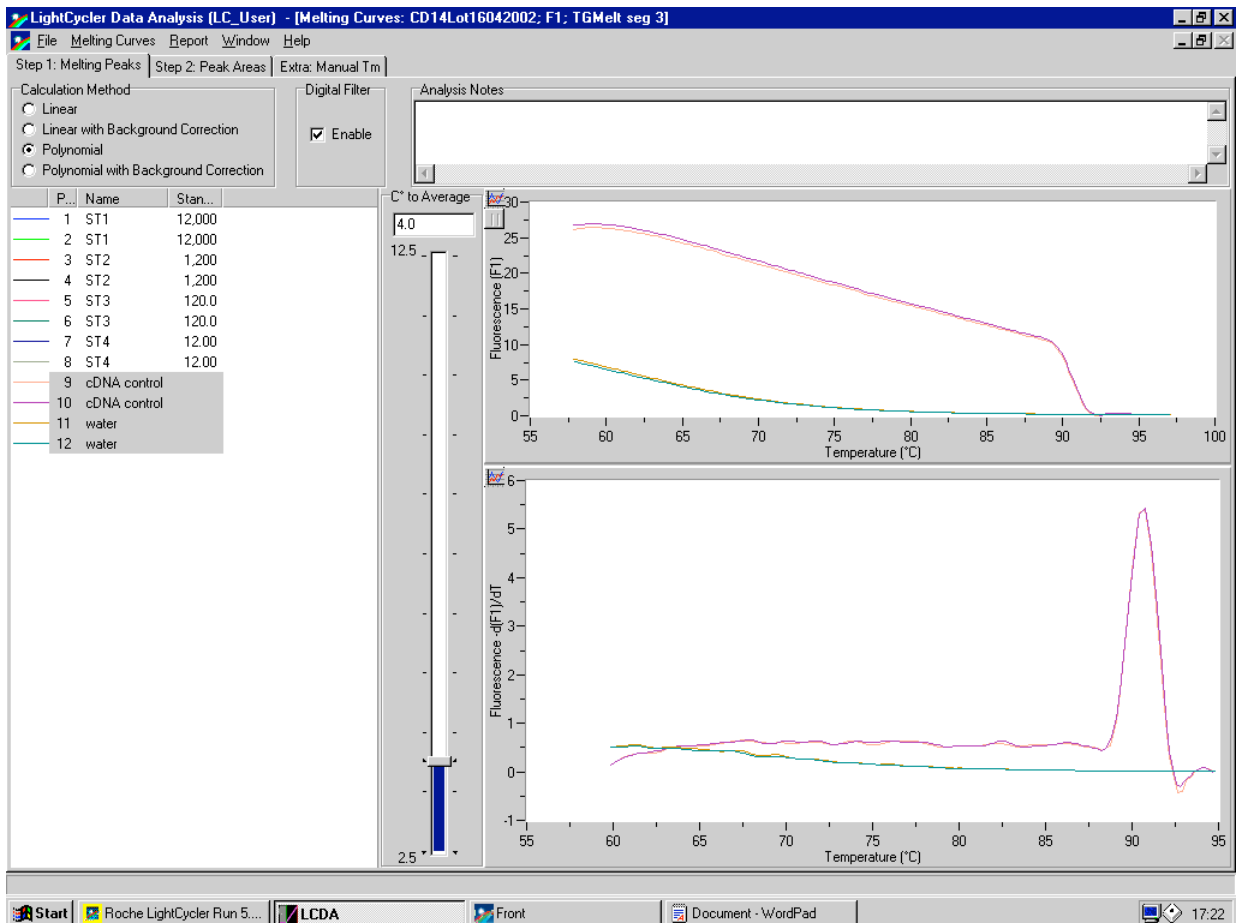 LightCycler Data Analysis (LC_User) - [Melting Curves: CD14Lot16042002; F1; TGMelt seg 3]
File Melting Curves Report Window Help
Step 1: Melting Peaks Step 2: Peak Areas Extra: Manual Tm
Calculation Method
Linear
Linear with Background Correction
Polynomial
Polynomial with Background Correction
Digital Filter
Enable
Analysis Notes
P... Name Stan...
1 ST1 12,000
2 ST1 12,000
3 ST2 1,200
4 ST2 1,200
5 ST3 120.0
6 ST3 120.0
7 ST4 12.00
8 ST4 12.00
9 cDNA control
10 cDNA control
11 water
12 water
C° to Average
4.0
12.5
2.5
Fluorescence (F1)
30
25
20
15
10
5
0
55 60 65 70 75 80 85 90 95 100
Temperature (°C)
Fluorescence -d(F1)/dT
6
5
4
3
2
1
0
-1
55 60 65 70 75 80 85 90 95
Temperature (°C)
Start Roche LightCycler Run 5.... LCDA Front Document - WordPad 17:22